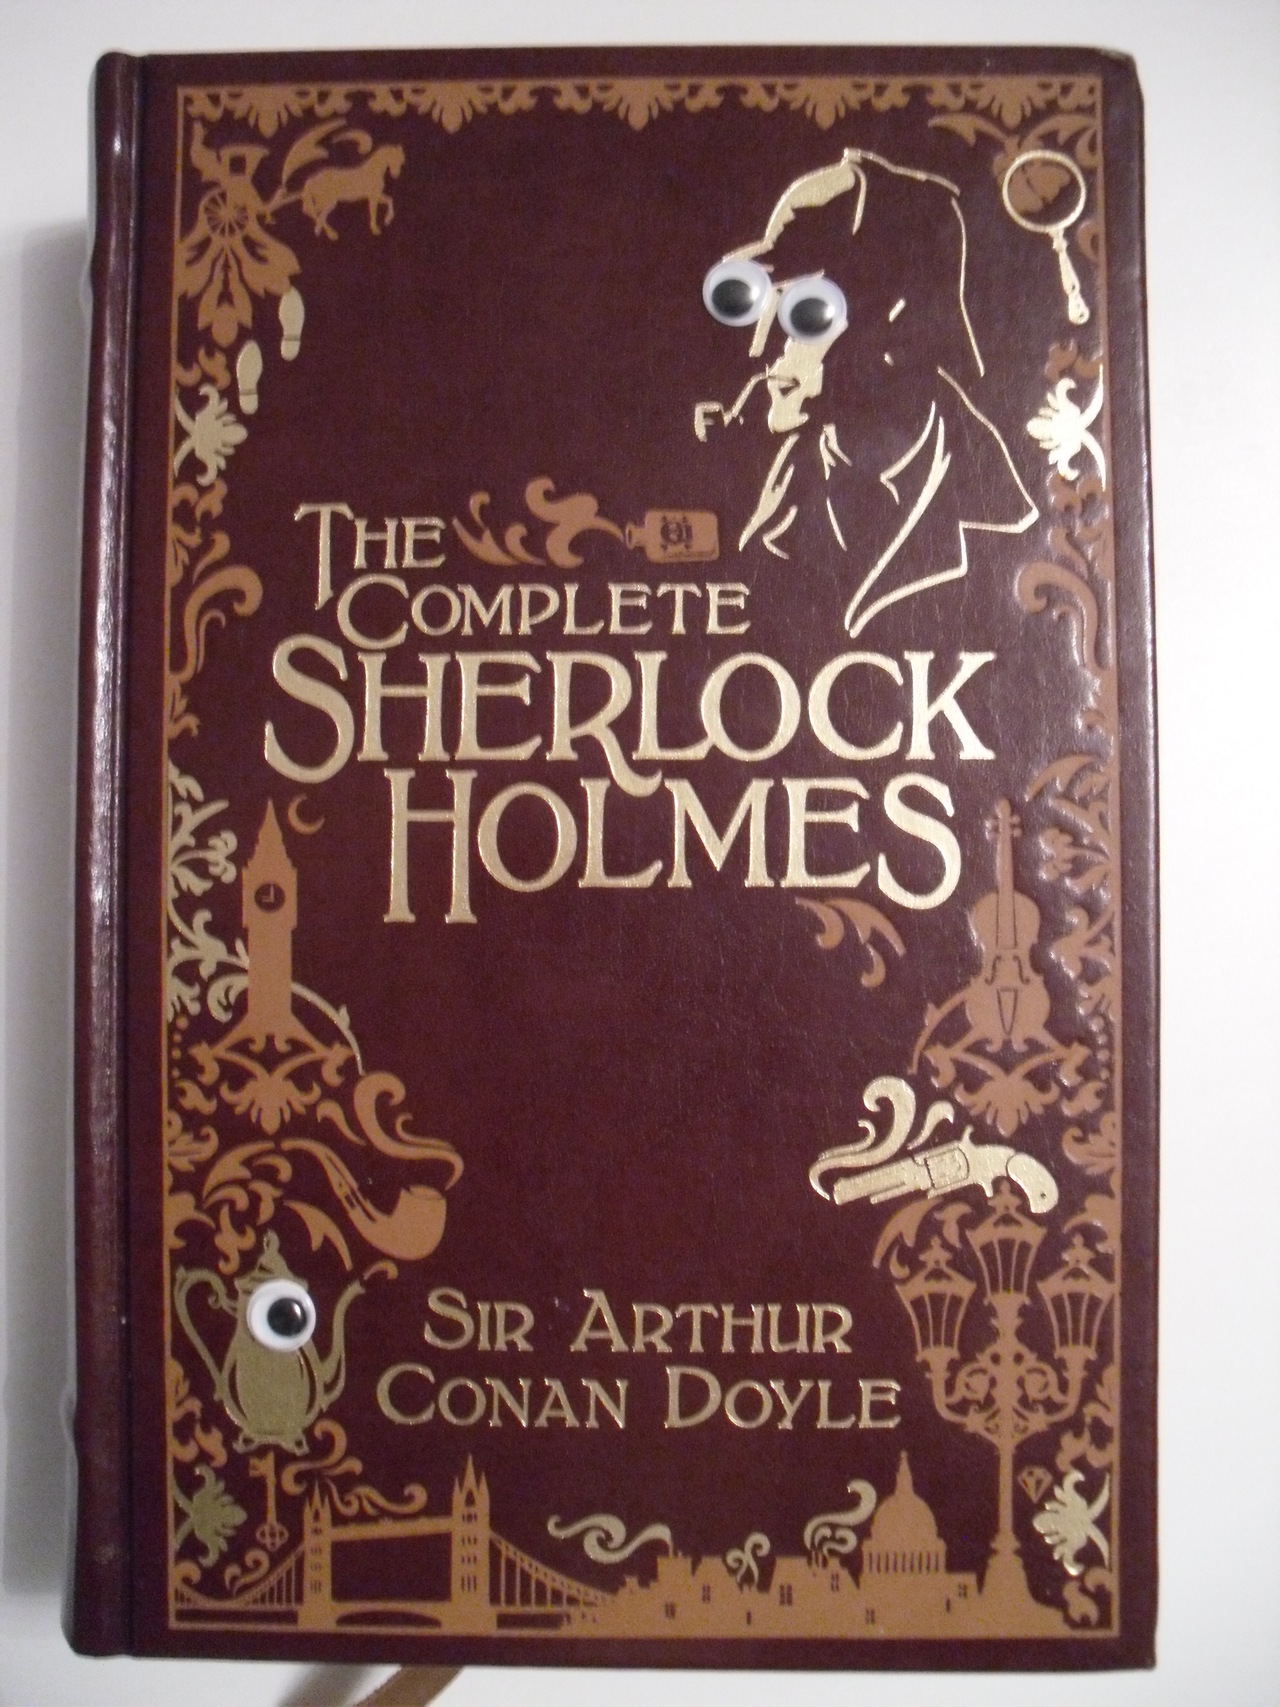 THE
COMPLETE
SHERLOCK
HOLMES
SIR ARTHUR
CONAN DOYLE